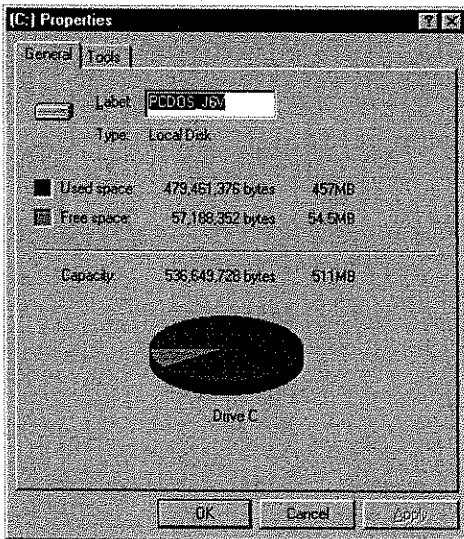 (C:) Properties
General Tools
Label: PCDOS_J6V
Type: Local Disk
Used space: 479,461,376 bytes 457MB
Free space: 57,188,352 bytes 54.5MB
Capacity: 536,649,728 bytes 511MB
Drive C
OK Cancel Apply